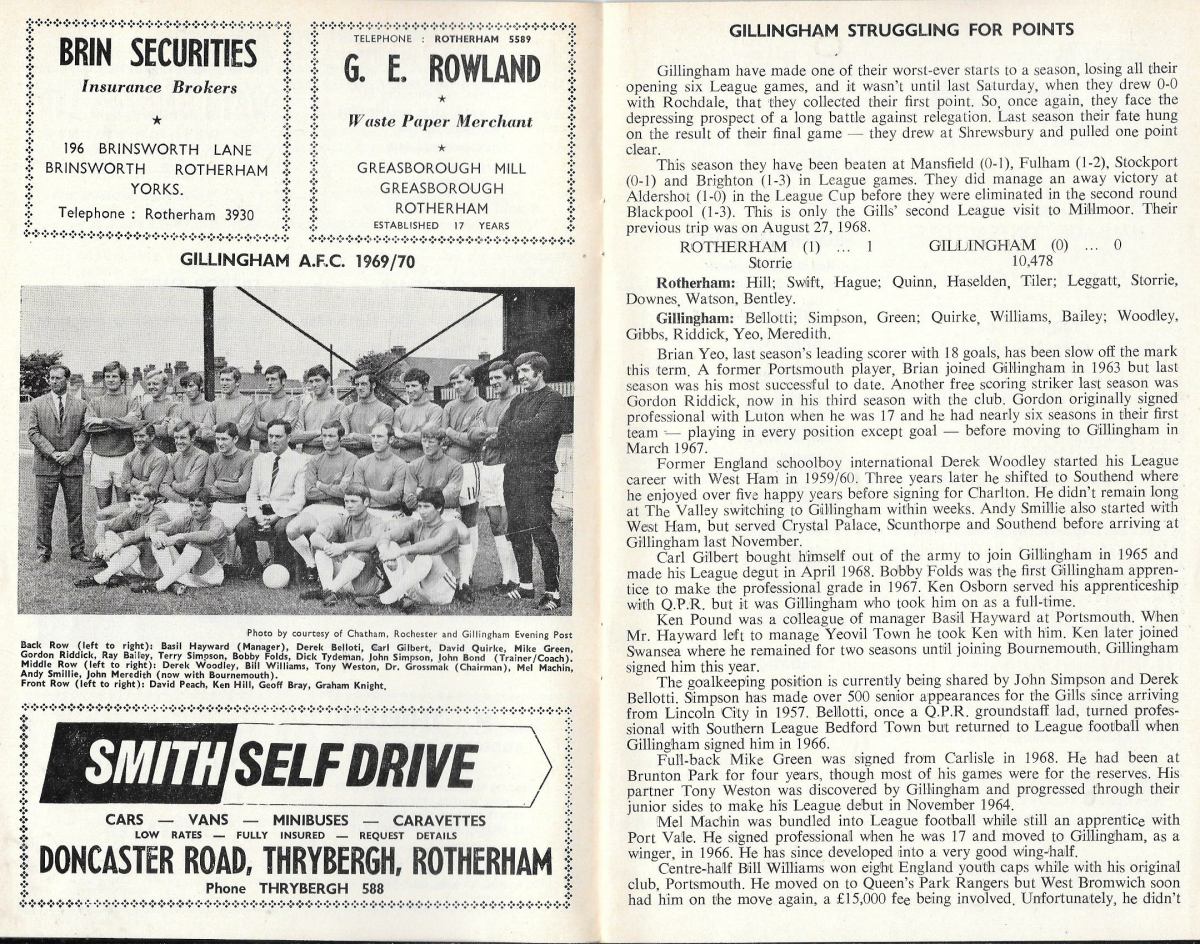 BRIN SECURITIES
Insurance Brokers
★
196 BRINSWORTH LANE
BRINSWORTH ROTHERHAM
YORKS.
Telephone : Rotherham 3930
TELEPHONE : ROTHERHAM 5589
G. E. ROWLAND
★
Waste Paper Merchant
★
GREASBOROUGH MILL
GREASBOROUGH
ROTHERHAM
ESTABLISHED 17 YEARS
GILLINGHAM A.F.C. 1969/70
Photo by courtesy of Chatham, Rochester and Gillingham Evening Post
Back Row (left to right): Basil Hayward (Manager), Derek Belloti, Carl Gilbert, David Quirke, Mike Green,
Gordon Riddick, Ray Bailey, Terry Simpson, Bobby Folds, Dick Tydeman, John Simpson, John Bond (Trainer/Coach).
Middle Row (left to right): Derek Woodley, Bill Williams, Tony Weston, Dr. Grossmak (Chairman), Mel Machin,
Andy Smillie, John Meredith (now with Bournemouth).
Front Row (left to right): David Peach, Ken Hill, Geoff Bray, Graham Knight.
SMITH SELF DRIVE
CARS — VANS — MINIBUSES — CARAVETTES
LOW RATES — FULLY INSURED — REQUEST DETAILS
DONCASTER ROAD, THRYBERGH, ROTHERHAM
Phone THRYBERGH 588
GILLINGHAM STRUGGLING FOR POINTS
Gillingham have made one of their worst-ever starts to a season, losing all their
opening six League games, and it wasn't until last Saturday, when they drew 0-0
with Rochdale, that they collected their first point. So, once again, they face the
depressing prospect of a long battle against relegation. Last season their fate hung
on the result of their final game — they drew at Shrewsbury and pulled one point
clear.
This season they have been beaten at Mansfield (0-1), Fulham (1-2), Stockport
(0-1) and Brighton (1-3) in League games. They did manage an away victory at
Aldershot (1-0) in the League Cup before they were eliminated in the second round
Blackpool (1-3). This is only the Gills' second League visit to Millmoor. Their
previous trip was on August 27, 1968.
ROTHERHAM (1) ... 1 GILLINGHAM (0) ... 0
Storrie 10,478
Rotherham: Hill; Swift, Hague; Quinn, Haselden, Tiler; Leggatt, Storrie,
Downes, Watson, Bentley.
Gillingham: Bellotti; Simpson, Green; Quirke, Williams, Bailey; Woodley,
Gibbs, Riddick, Yeo, Meredith.
Brian Yeo, last season's leading scorer with 18 goals, has been slow off the mark
this term. A former Portsmouth player, Brian joined Gillingham in 1963 but last
season was his most successful to date. Another free scoring striker last season was
Gordon Riddick, now in his third season with the club. Gordon originally signed
professional with Luton when he was 17 and he had nearly six seasons in their first
team — playing in every position except goal — before moving to Gillingham in
March 1967.
Former England schoolboy international Derek Woodley started his League
career with West Ham in 1959/60. Three years later he shifted to Southend where
he enjoyed over five happy years before signing for Charlton. He didn't remain long
at The Valley switching to Gillingham within weeks. Andy Smillie also started with
West Ham, but served Crystal Palace, Scunthorpe and Southend before arriving at
Gillingham last November.
Carl Gilbert bought himself out of the army to join Gillingham in 1965 and
made his League degut in April 1968. Bobby Folds was the first Gillingham appren-
tice to make the professional grade in 1967. Ken Osborn served his apprenticeship
with Q.P.R. but it was Gillingham who took him on as a full-time.
Ken Pound was a colleague of manager Basil Hayward at Portsmouth. When
Mr. Hayward left to manage Yeovil Town he took Ken with him. Ken later joined
Swansea where he remained for two seasons until joining Bournemouth. Gillingham
signed him this year.
The goalkeeping position is currently being shared by John Simpson and Derek
Bellotti. Simpson has made over 500 senior appearances for the Gills since arriving
from Lincoln City in 1957. Bellotti, once a Q.P.R. groundstaff lad, turned profes-
sional with Southern League Bedford Town but returned to League football when
Gillingham signed him in 1966.
Full-back Mike Green was signed from Carlisle in 1968. He had been at
Brunton Park for four years, though most of his games were for the reserves. His
partner Tony Weston was discovered by Gillingham and progressed through their
junior sides to make his League debut in November 1964.
Mel Machin was bundled into League football while still an apprentice with
Port Vale. He signed professional when he was 17 and moved to Gillingham, as a
winger, in 1966. He has since developed into a very good wing-half.
Centre-half Bill Williams won eight England youth caps while with his original
club, Portsmouth. He moved on to Queen's Park Rangers but West Bromwich soon
had him on the move again, a £15,000 fee being involved. Unfortunately, he didn't